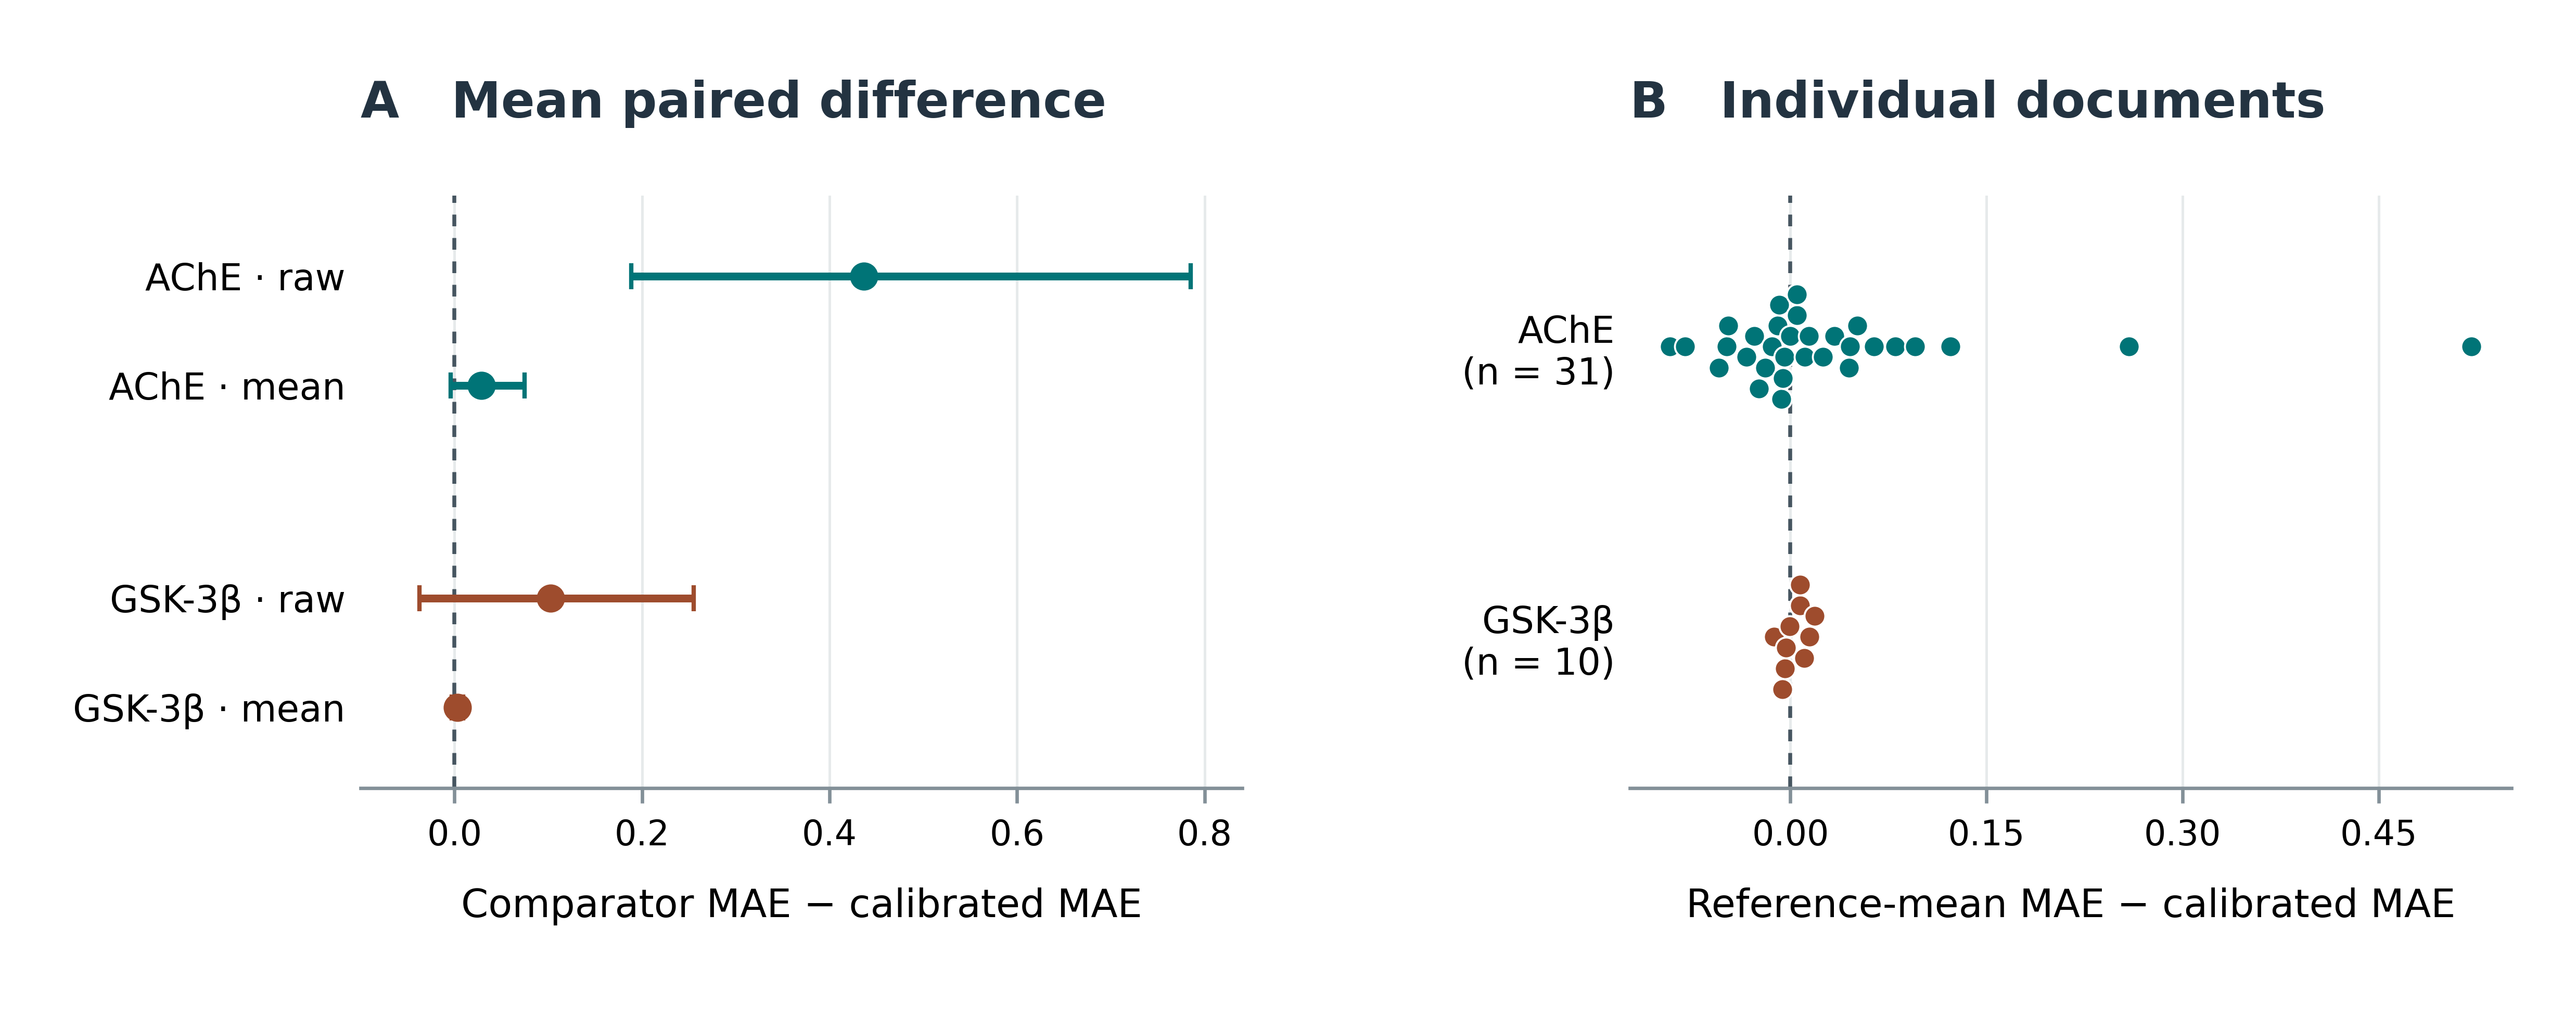 A Mean paired difference
AChE · raw
AChE · mean
GSK-3β · raw
GSK-3β · mean
0.0 0.2 0.4 0.6 0.8
Comparator MAE − calibrated MAE
B Individual documents
AChE
(n = 31)
GSK-3β
(n = 10)
0.00 0.15 0.30 0.45
Reference-mean MAE − calibrated MAE